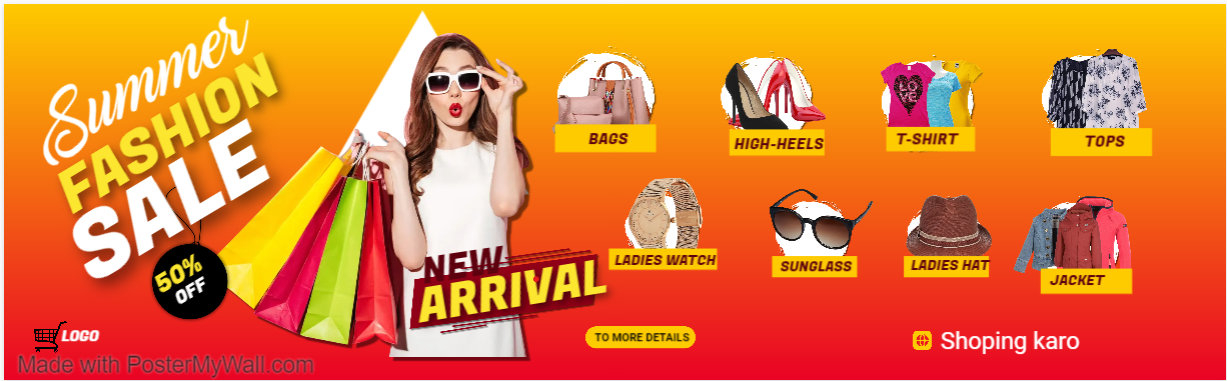 Summer
FASHION
SALE
50%
OFF
NEW
ARRIVAL
BAGS
HIGH-HEELS
T-SHIRT
LOVE
TOPS
LADIES WATCH
SUNGLASS
LADIES HAT
JACKET
LOGO
TO MORE DETAILS
Shoping karo
Made with PosterMyWall.com